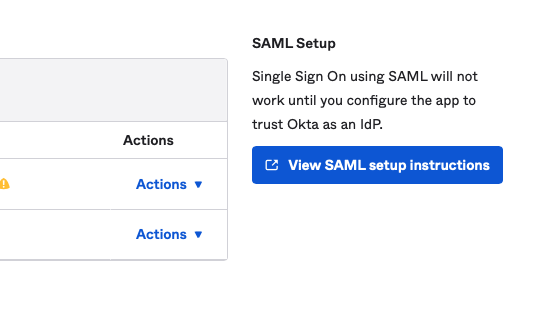 SAML Setup
Single Sign On using SAML will not
work until you configure the app to
trust Okta as an IdP.
View SAML setup instructions
Actions
Actions ▼
Actions ▼